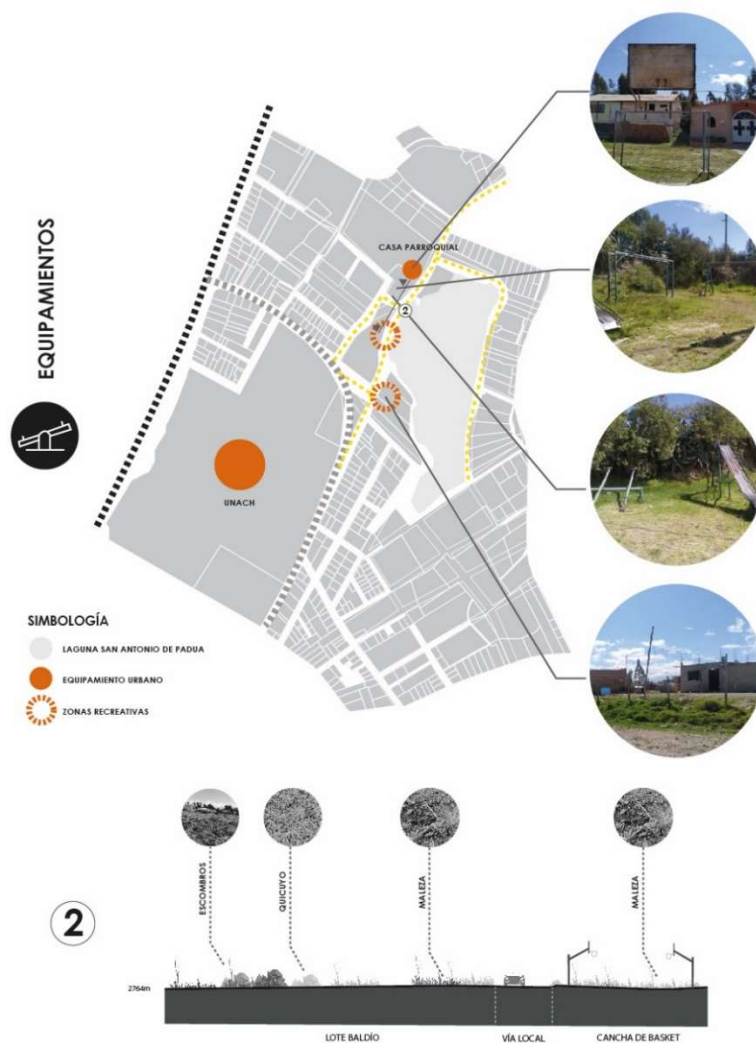 EQUIPAMIENTOS
CASA PARROQUIAL
2
UNACH
SIMBOLOGÍA
LAGUNA SAN ANTONIO DE PADUA
EQUIPAMIENTO URBANO
ZONAS RECREATIVAS
2
ESCOMBROS
QUICUYO
MALEZA
MALEZA
2764m
LOTE BALDÍO
VÍA LOCAL
CANCHA DE BASKET